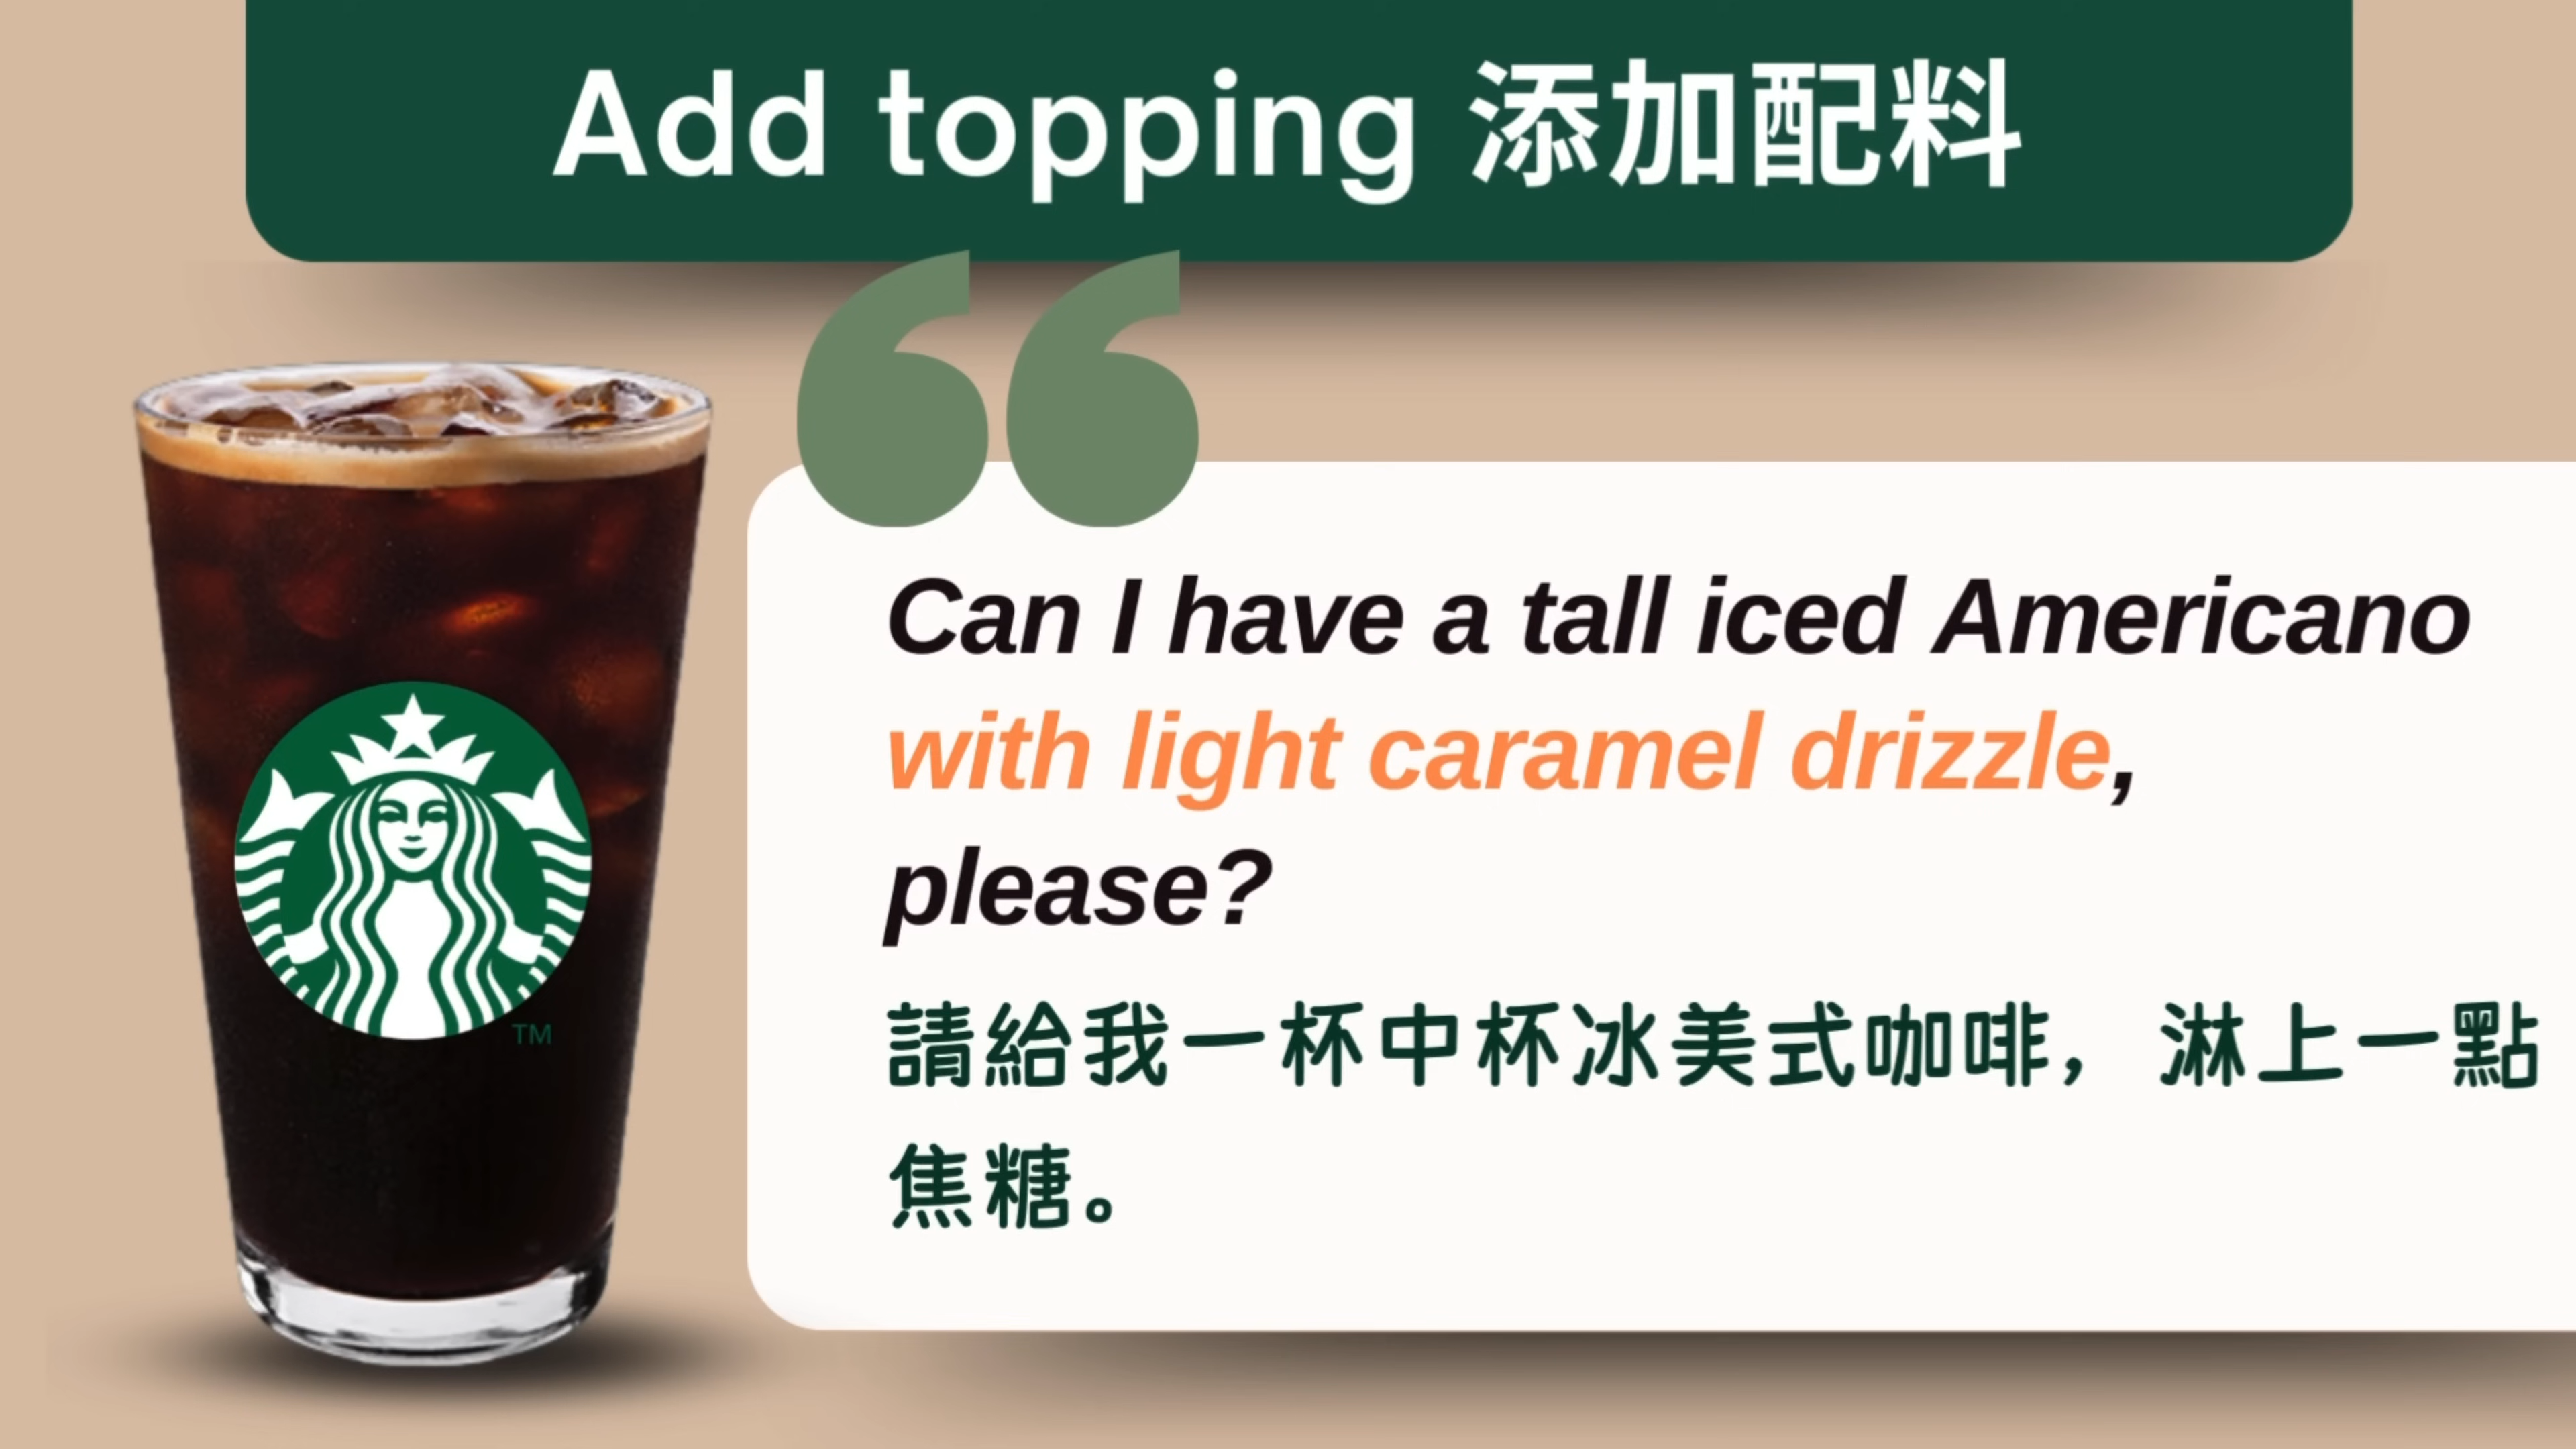 Add topping 添加配料
Can I have a tall iced Americano
with light caramel drizzle,
please?
請給我一杯中杯冰美式咖啡，淋上一點
焦糖。
TM